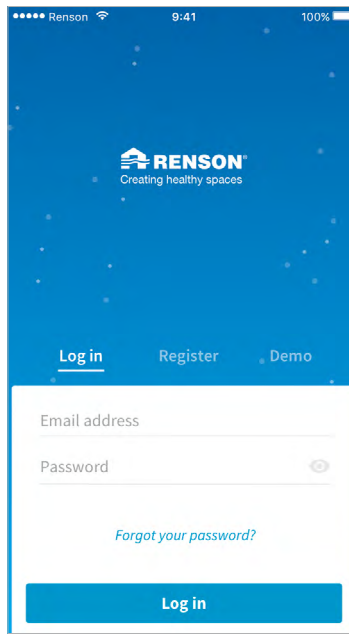 Renson 9:41 100%
RENSON®
Creating healthy spaces
Log in Register Demo
Email address
Password
Forgot your password?
Log in